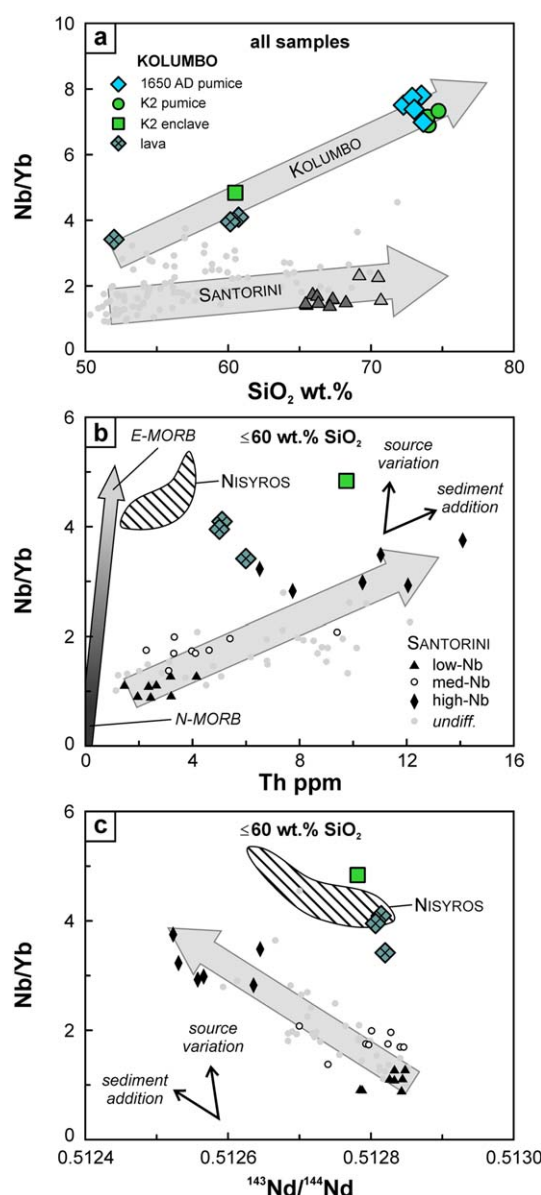 a
all samples
KOLUMBO
1650 AD pumice
K2 pumice
K2 enclave
lava
KOLUMBO
SANTORINI
Nb/Yb
10
8
6
4
2
0
50
60
70
80
SiO₂ wt.%
b
≤60 wt.% SiO₂
E-MORB
NISYROS
source
variation
sediment
addition
SANTORINI
low-Nb
med-Nb
high-Nb
undiff.
N-MORB
Nb/Yb
6
4
2
0
0
4
8
12
16
Th ppm
c
≤60 wt.% SiO₂
NISYROS
source
variation
sediment
addition
Nb/Yb
6
4
2
0
0.5124
0.5126
0.5128
0.5130
¹⁴³Nd/¹⁴⁴Nd